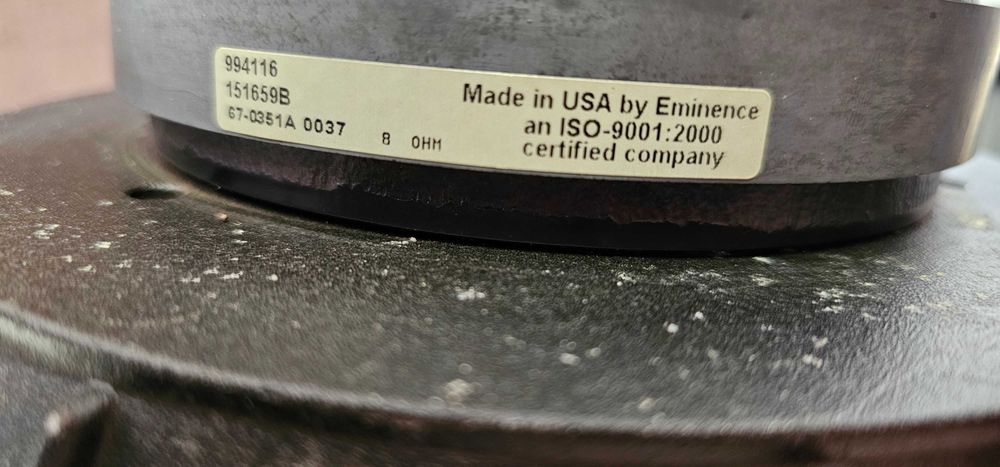 994116
151659B
67-0351A 0037 8 OHM
Made in USA by Eminence
an ISO-9001:2000
certified company